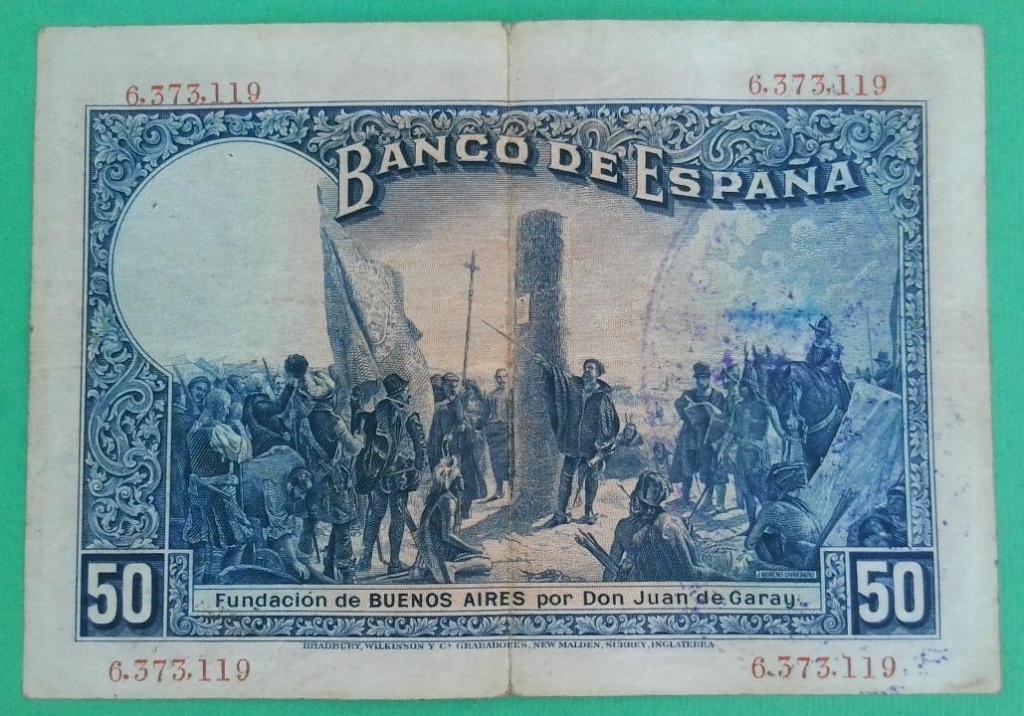 6,373,119 6,373,119
BANCO DE ESPAÑA
50 Fundación de BUENOS AIRES por Don Juan de Garay. 50
BRADBURY, WILKINSON Y Cª GRABADORES, NEW MALDEN, SURREY, INGLATERRA
6.373.119 6.373.119